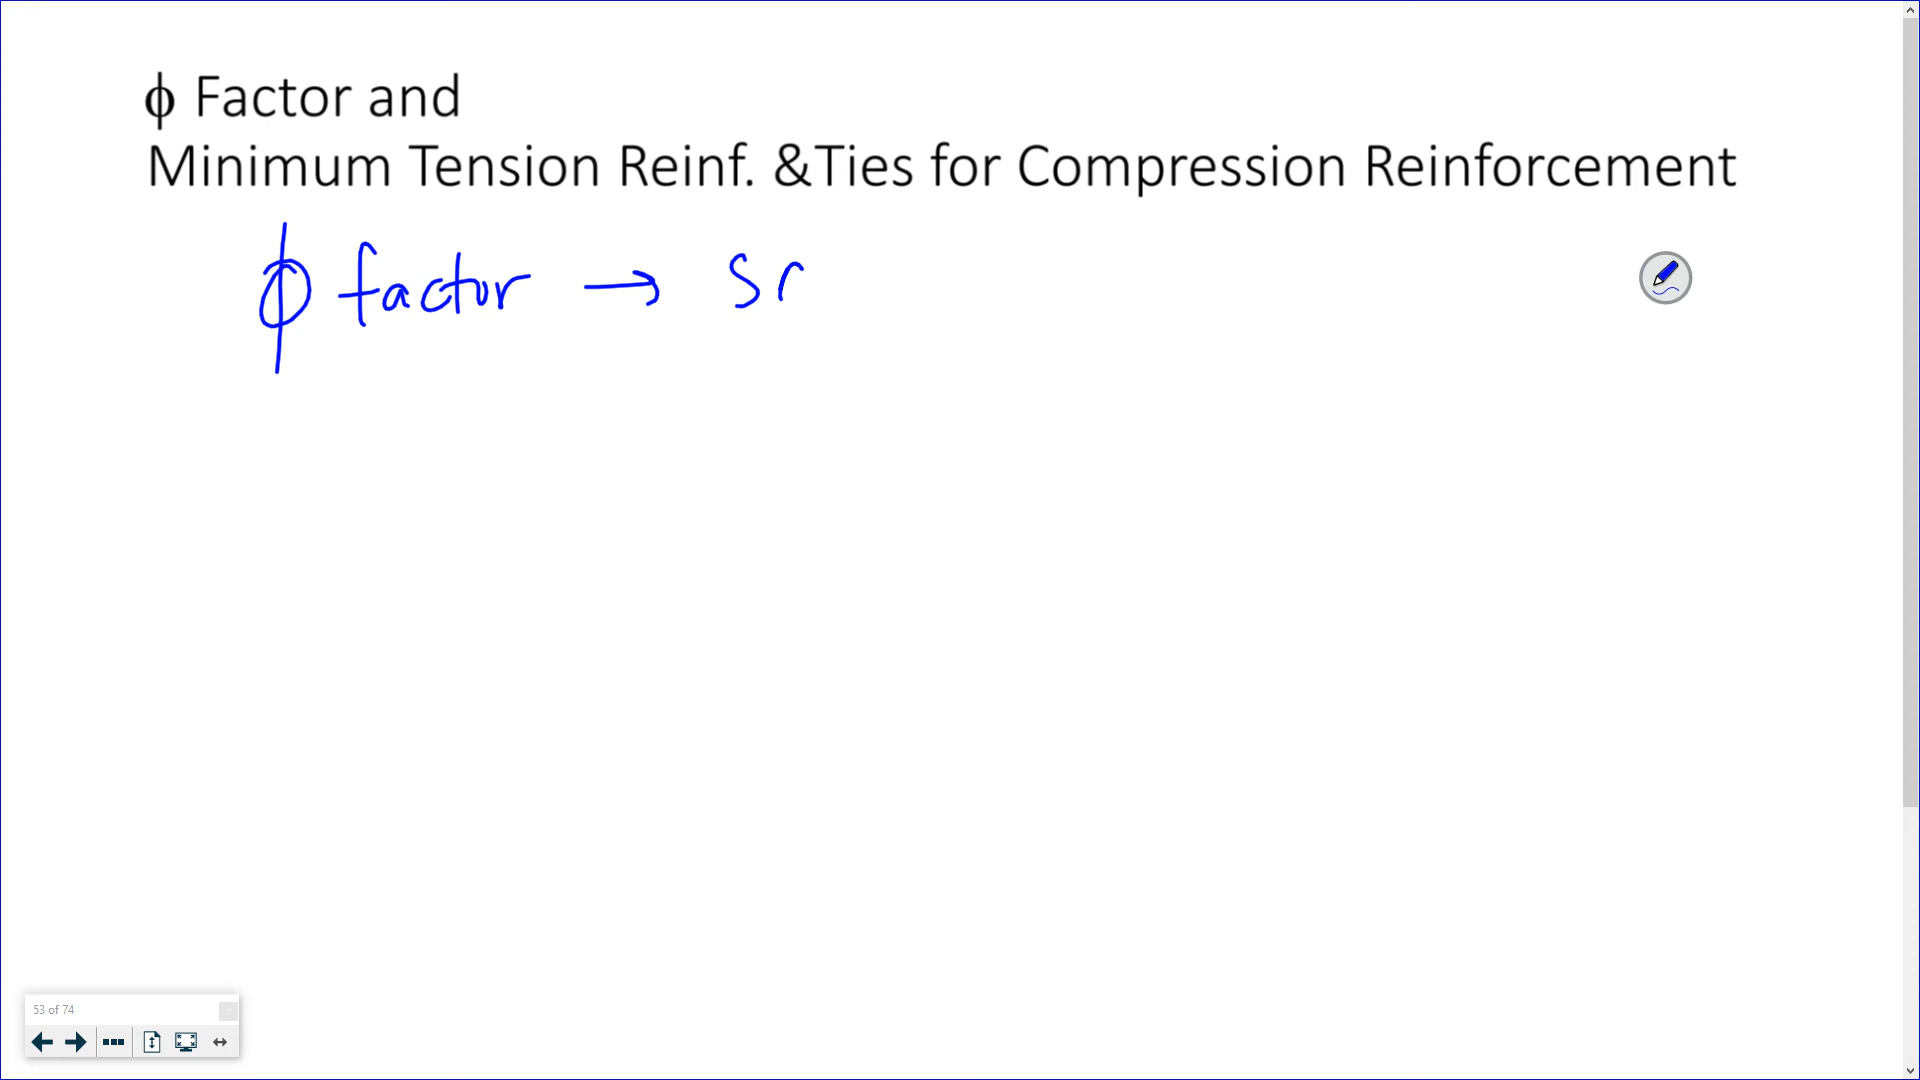 ϕ Factor and
Minimum Tension Reinf. &Ties for Compression Reinforcement
ϕ factor → Sr
53 of 74